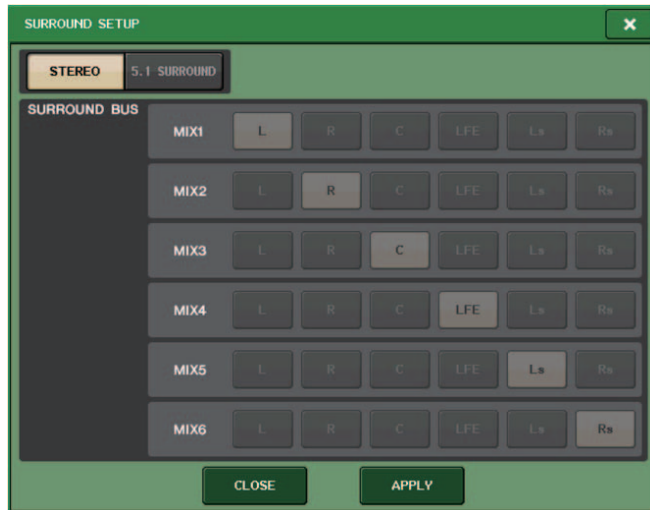 SURROUND SETUP
STEREO 5.1 SURROUND
SURROUND BUS
MIX1 L R C LFE Ls Rs
MIX2 L R C LFE Ls Rs
MIX3 L R C LFE Ls Rs
MIX4 L R C LFE Ls Rs
MIX5 L R C LFE Ls Rs
MIX6 L R C LFE Ls Rs
CLOSE APPLY